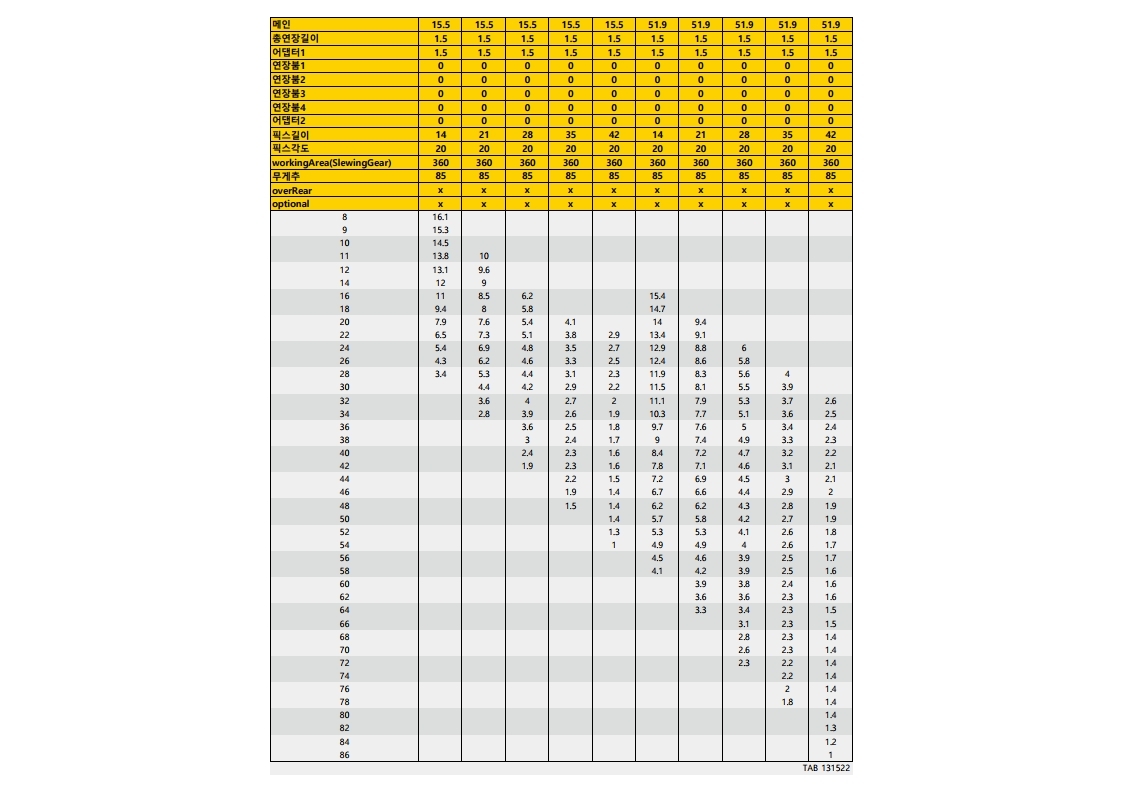 메인 15.5 15.5 15.5 15.5 15.5 51.9 51.9 51.9 51.9 51.9
총연장길이 1.5 1.5 1.5 1.5 1.5 1.5 1.5 1.5 1.5 1.5
어댑터1 1.5 1.5 1.5 1.5 1.5 1.5 1.5 1.5 1.5 1.5
연장붐1 0 0 0 0 0 0 0 0 0 0
연장붐2 0 0 0 0 0 0 0 0 0 0
연장붐3 0 0 0 0 0 0 0 0 0 0
연장붐4 0 0 0 0 0 0 0 0 0 0
어댑터2 0 0 0 0 0 0 0 0 0 0
픽스길이 14 21 28 35 42 14 21 28 35 42
픽스각도 20 20 20 20 20 20 20 20 20 20
workingArea(SlewingGear) 360 360 360 360 360 360 360 360 360 360
무게추 85 85 85 85 85 85 85 85 85 85
overRear x x x x x x x x x x
optional x x x x x x x x x x
8 16.1
9 15.3
10 14.5
11 13.8 10
12 13.1 9.6
14 12 9
16 11 8.5 6.2 15.4
18 9.4 8 5.8 14.7
20 7.9 7.6 5.4 4.1 14 9.4
22 6.5 7.3 5.1 3.8 2.9 13.4 9.1
24 5.4 6.9 4.8 3.5 2.7 12.9 8.8 6
26 4.3 6.2 4.6 3.3 2.5 12.4 8.6 5.8
28 3.4 5.3 4.4 3.1 2.3 11.9 8.3 5.6 4
30 4.4 4.2 2.9 2.2 11.5 8.1 5.5 3.9
32 3.6 4 2.7 2 11.1 7.9 5.3 3.7 2.6
34 2.8 3.9 2.6 1.9 10.3 7.7 5.1 3.6 2.5
36 3.6 2.5 1.8 9.7 7.6 5 3.4 2.4
38 3 2.4 1.7 9 7.4 4.9 3.3 2.3
40 2.4 2.3 1.6 8.4 7.2 4.7 3.2 2.2
42 1.9 2.3 1.6 7.8 7.1 4.6 3.1 2.1
44 2.2 1.5 7.2 6.9 4.5 3 2.1
46 1.9 1.4 6.7 6.6 4.4 2.9 2
48 1.5 1.4 6.2 6.2 4.3 2.8 1.9
50 1.4 5.7 5.8 4.2 2.7 1.9
52 1.3 5.3 5.3 4.1 2.6 1.8
54 1 4.9 4.9 4 2.6 1.7
56 4.5 4.6 3.9 2.5 1.7
58 4.1 4.2 3.9 2.5 1.6
60 3.9 3.8 2.4 1.6
62 3.6 3.6 2.3 1.6
64 3.3 3.4 2.3 1.5
66 3.1 2.3 1.5
68 2.8 2.3 1.4
70 2.6 2.3 1.4
72 2.3 2.2 1.4
74 2.2 1.4
76 2 1.4
78 1.8 1.4
80 1.4
82 1.3
84 1.2
86 1
TAB 131522